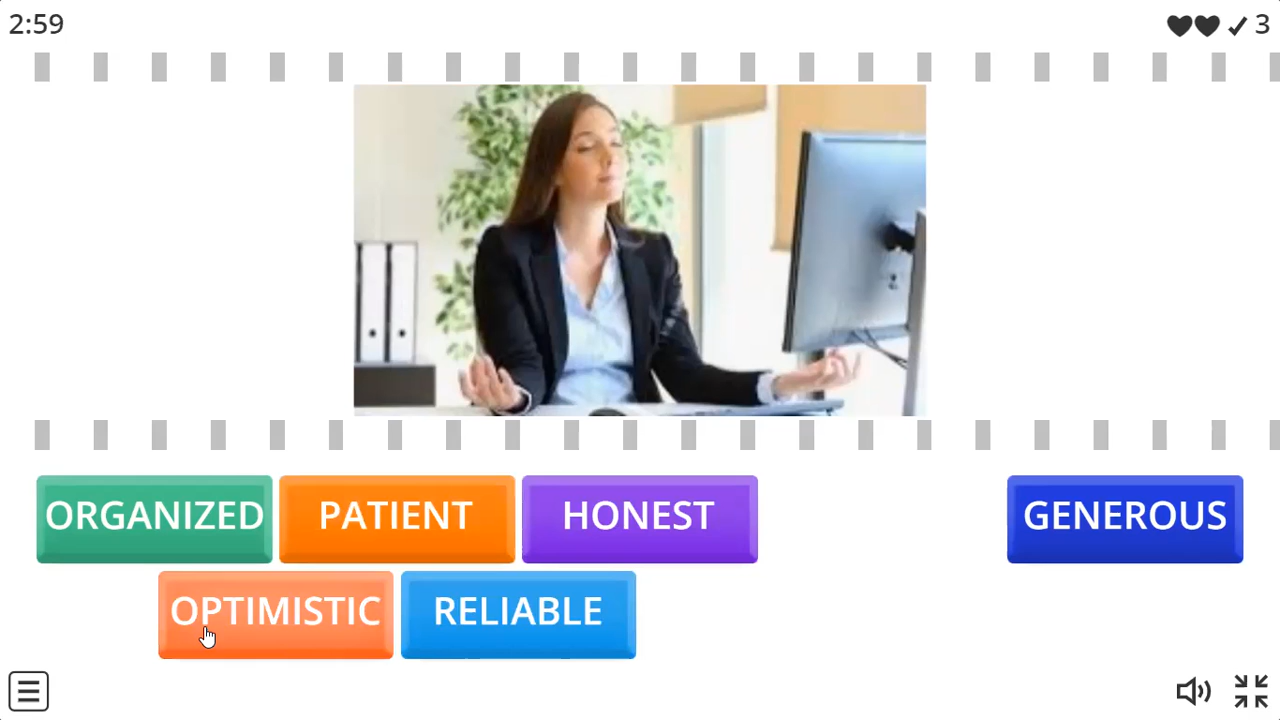 2:59
✓ 3
ORGANIZED
PATIENT
HONEST
GENEROUS
OPTIMISTIC
RELIABLE